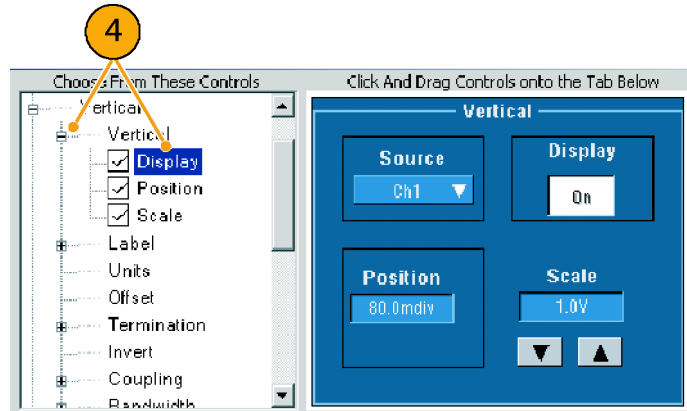 4
Choose From These Controls
Click And Drag Controls onto the Tab Below
Vertical
Vertical
Display
Position
Scale
Label
Units
Offset
Termination
Invert
Coupling
Bandwidth
Vertical
Source
Ch1
Display
On
Position
80.0mdiv
Scale
1.0V